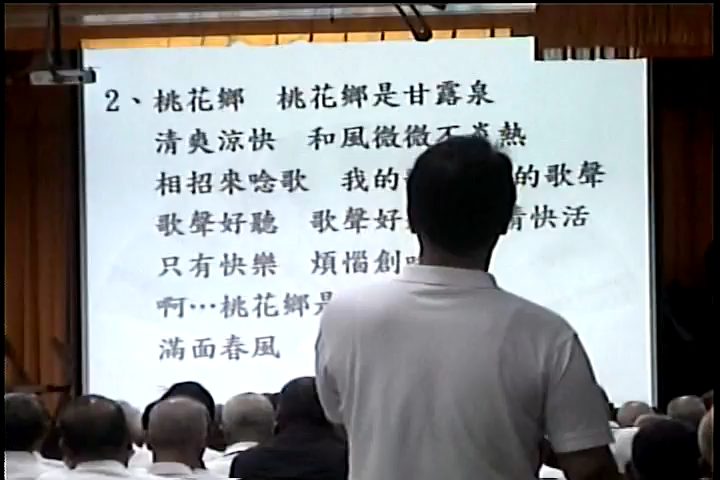 2、桃花鄉　桃花鄉是甘露泉
清爽涼快　和風微微不炎熱
相招來唸歌　我的 的歌聲
歌聲好聽　歌聲好 快活
只有快樂　煩惱創
啊…桃花鄉是
滿面春風